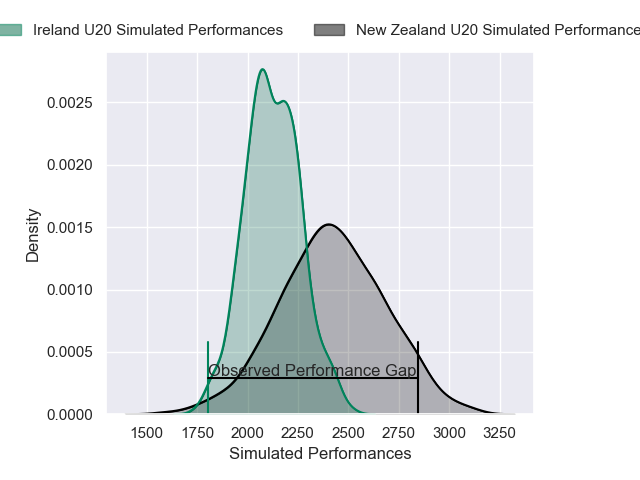 Ireland U20 Simulated Performances
New Zealand U20 Simulated Performance
0.0025
0.0020
0.0015
0.0010
0.0005
0.0000
Density
Observed Performance Gap
1500 1750 2000 2250 2500 2750 3000 3250
Simulated Performances